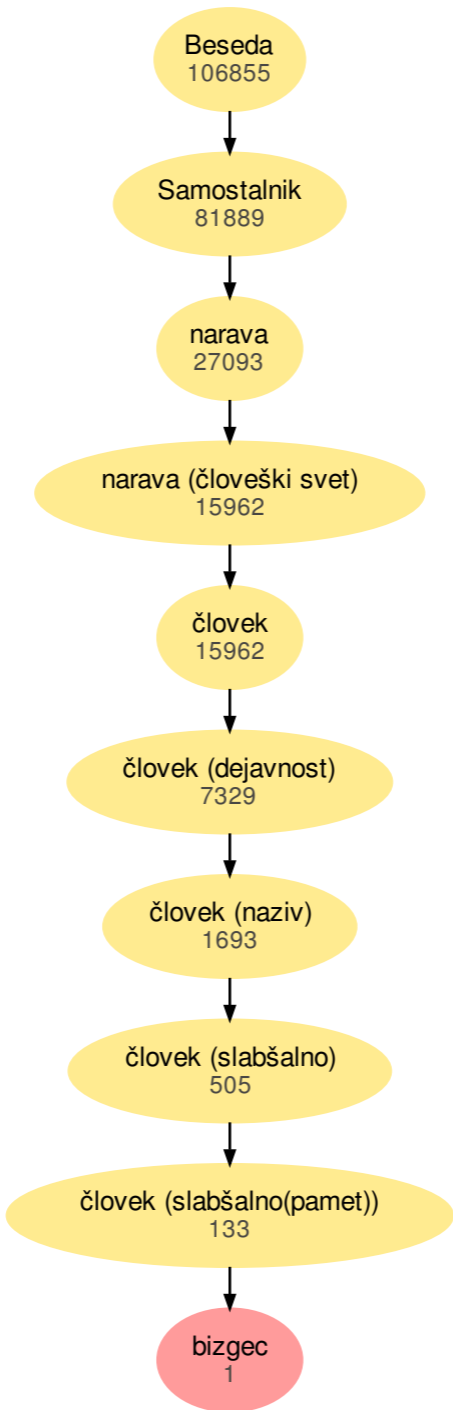 Beseda
106855
Samostalnik
81889
narava
27093
narava (človeški svet)
15962
človek
15962
človek (dejavnost)
7329
človek (naziv)
1693
človek (slabšalno)
505
človek (slabšalno(pamet))
133
bizgec
1